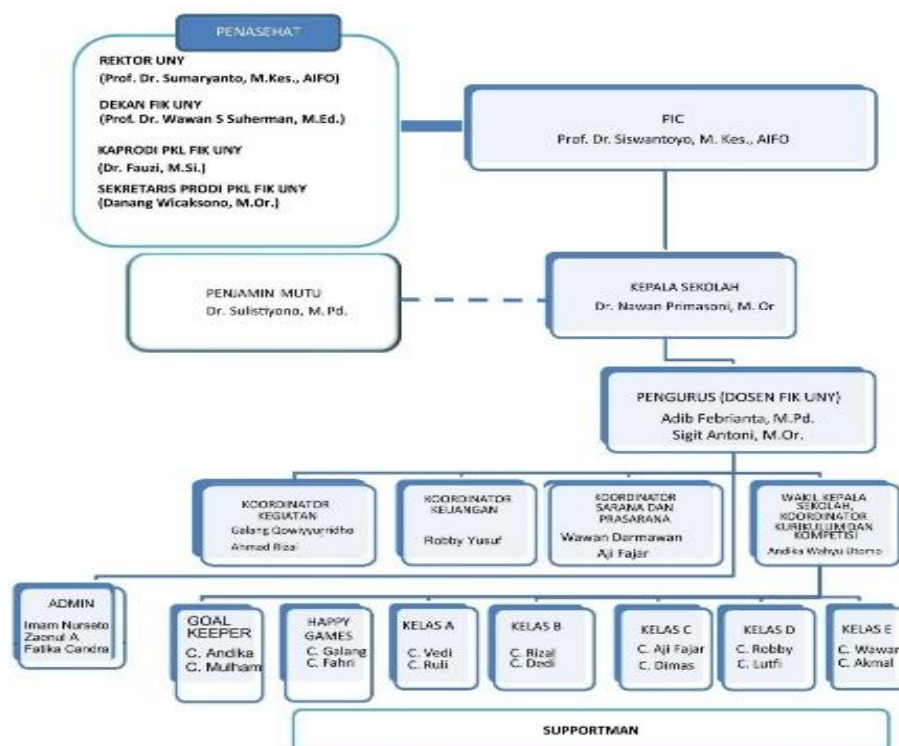 PENASEHAT
REKTOR UNY
(Prof. Dr. Sumaryanto, M.Kes., AIFO)
DEKAN FIK UNY
(Prof. Dr. Wawan S Suherman, M.Ed.)
KAPRODI PKL FIK UNY
(Dr. Fauzi, M.Si.)
SEKRETARIS PRODI PKL FIK UNY
(Danang Wicaksono, M.Or.)
PIC
Prof. Dr. Siswantoyo, M. Kes., AIFO
PENJAMIN MUTU
Dr. Sulistiyono, M. Pd.
KEPALA SEKOLAH
Dr. Nawan Primasoni, M. Or
PENGURUS (DOSEN FIK UNY)
Adib Febrianta, M.Pd.
Sigit Antoni, M.Or.
KOORDINATOR
KEGIATAN
Galang Qowiyyurridho
Ahmad Rizal
KOORDINATOR
KEUANGAN
Robby Yusuf
KOORDINATOR
SARANA DAN
PRASARANA
Wawan Darmawan
Aji Fajar
WAKIL KEPALA
SEKOLAH,
KOORDINATOR
KURIKULUM DAN
KOMPETISI
Andika Wahyu Utomo
ADMIN
Imam Nurseto
Zaenul A
Fatika Candra
GOAL
KEEPER
C. Andika
C. Mulham
HAPPY
GAMES
C. Galang
C. Fahri
KELAS A
C. Vedi
C. Ruli
KELAS B
C. Rizal
C. Dedi
KELAS C
C. Aji Fajar
C. Dimas
KELAS D
C. Robby
C. Lutfi
KELAS E
C. Wawan
C. Akmal
SUPPORTMAN